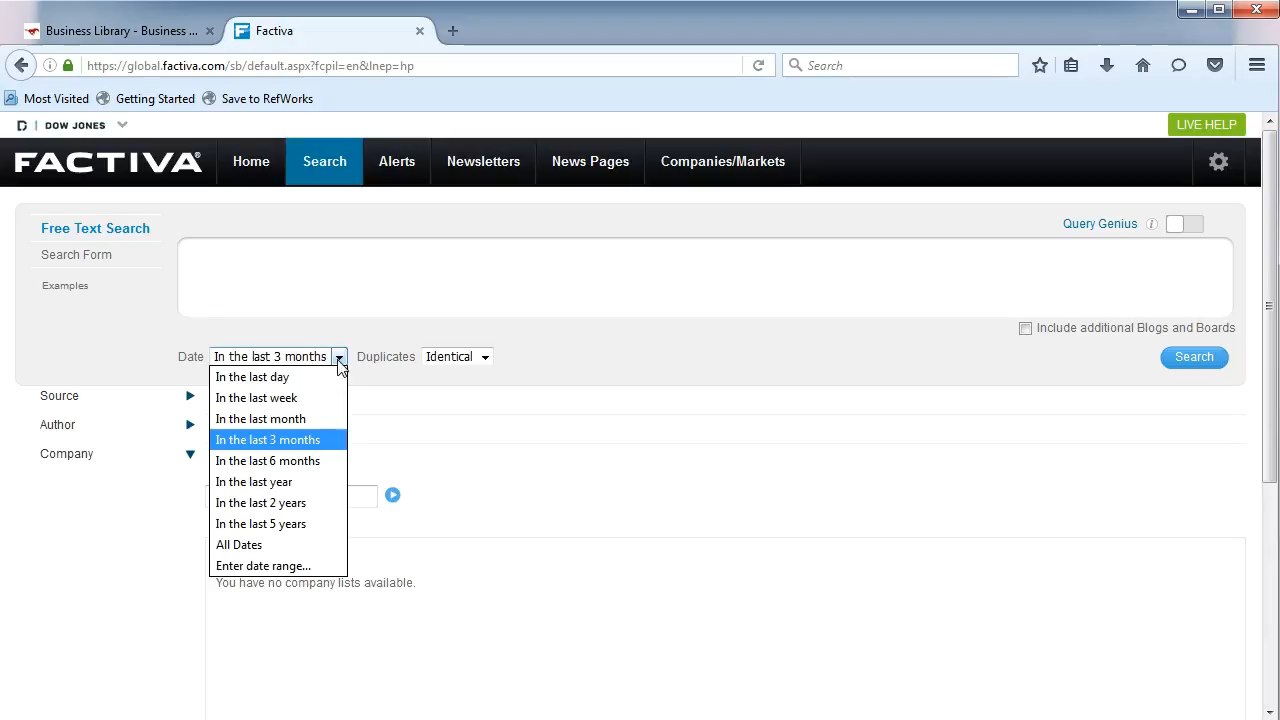 Business Library - Business ...
Factiva
https://global.factiva.com/sb/default.aspx?fcpil=en&lnep=hp
Search
Most Visited
Getting Started
Save to RefWorks
DOW JONES
LIVE HELP
FACTIVA
Home
Search
Alerts
Newsletters
News Pages
Companies/Markets
Free Text Search
Query Genius
Search Form
Examples
Include additional Blogs and Boards
Date
In the last 3 months
Duplicates
Identical
Search
In the last day
In the last week
In the last month
In the last 3 months
In the last 6 months
In the last year
In the last 2 years
In the last 5 years
All Dates
Enter date range...
Source
Author
Company
You have no company lists available.